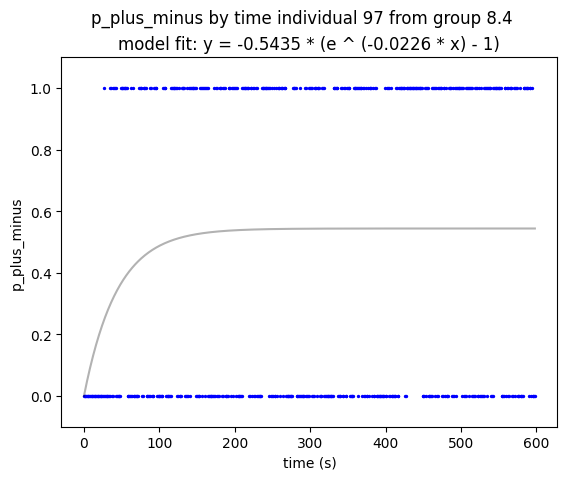 p_plus_minus by time individual 97 from group 8.4
model fit: y = -0.5435 * (e ^ (-0.0226 * x) - 1)
1.0
0.8
0.6
0.4
0.2
0.0
p_plus_minus
0 100 200 300 400 500 600
time (s)